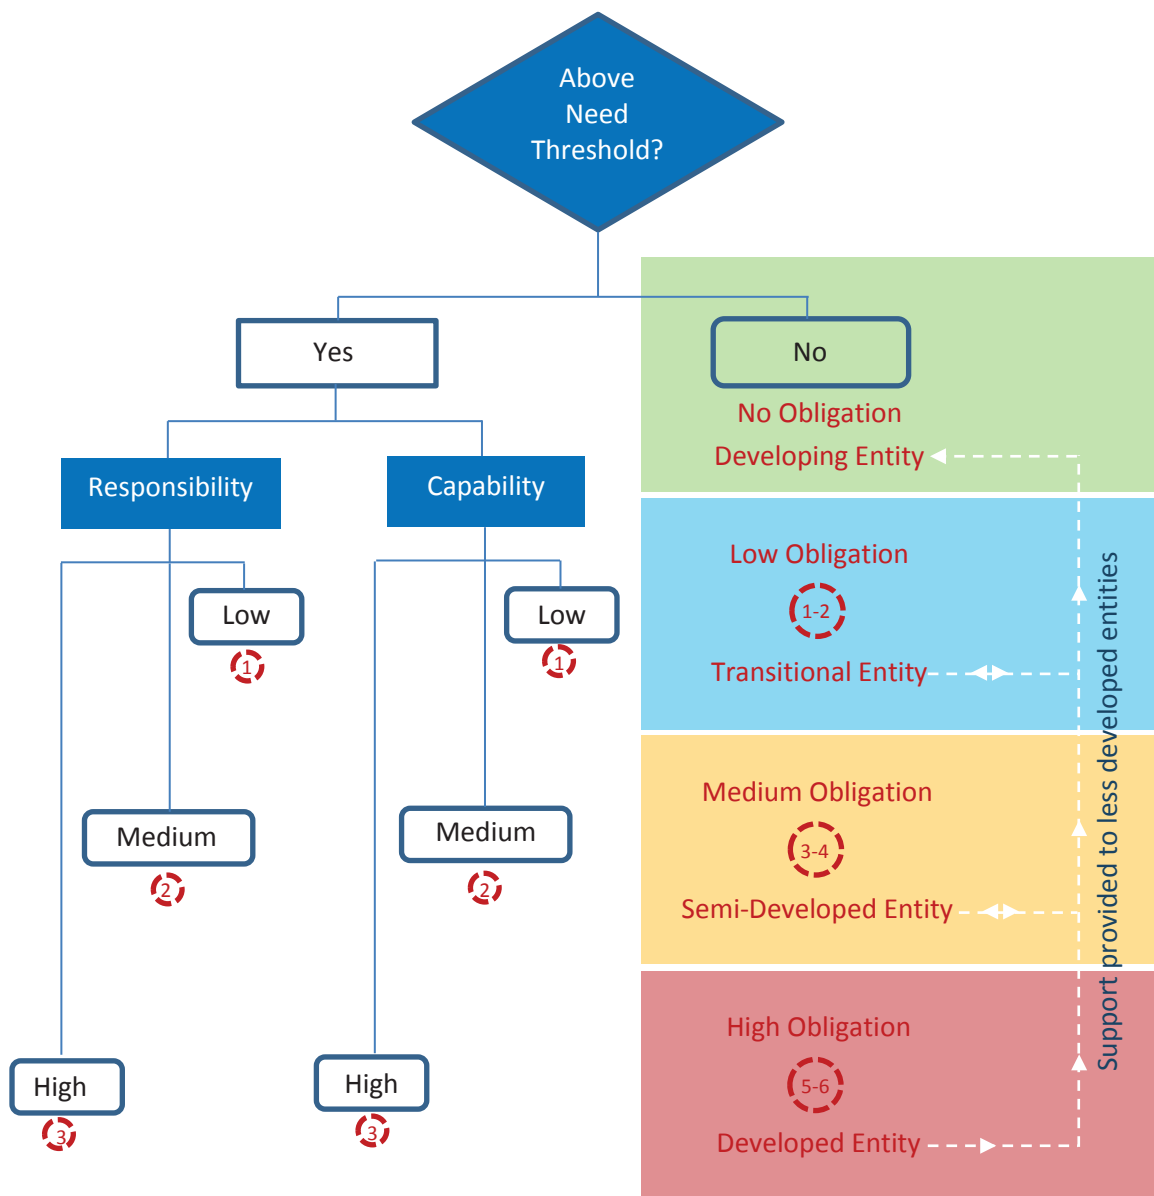 Above
Need
Threshold?
Yes
No
No Obligation
Developing Entity
Responsibility
Capability
Low
1
Low
1
Medium
2
Medium
2
High
3
High
3
Low Obligation
1-2
Transitional Entity
Medium Obligation
3-4
Semi-Developed Entity
High Obligation
5-6
Developed Entity
Support provided to less developed entities